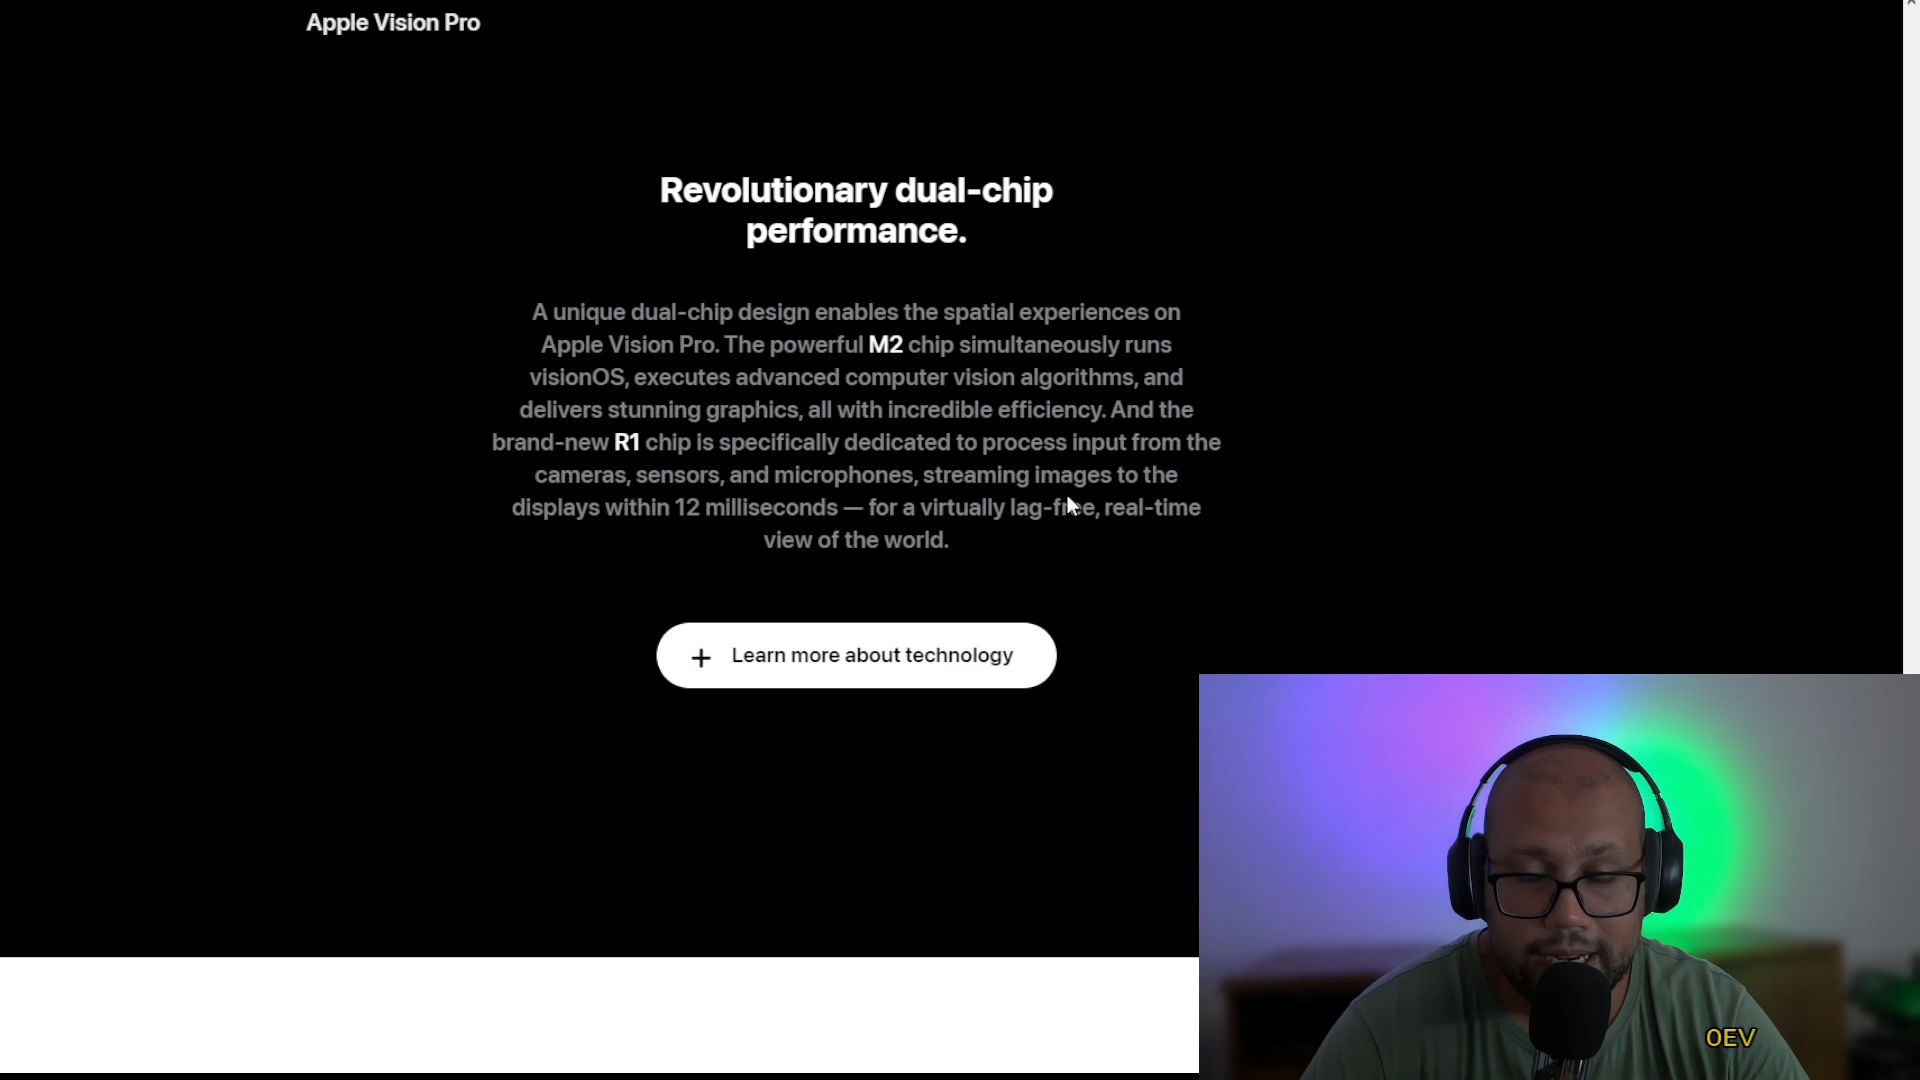 Apple Vision Pro
Revolutionary dual-chip
performance.
A unique dual-chip design enables the spatial experiences on
Apple Vision Pro. The powerful M2 chip simultaneously runs
visionOS, executes advanced computer vision algorithms, and
delivers stunning graphics, all with incredible efficiency. And the
brand-new R1 chip is specifically dedicated to process input from the
cameras, sensors, and microphones, streaming images to the
displays within 12 milliseconds — for a virtually lag-free, real-time
view of the world.
+ Learn more about technology
OEV